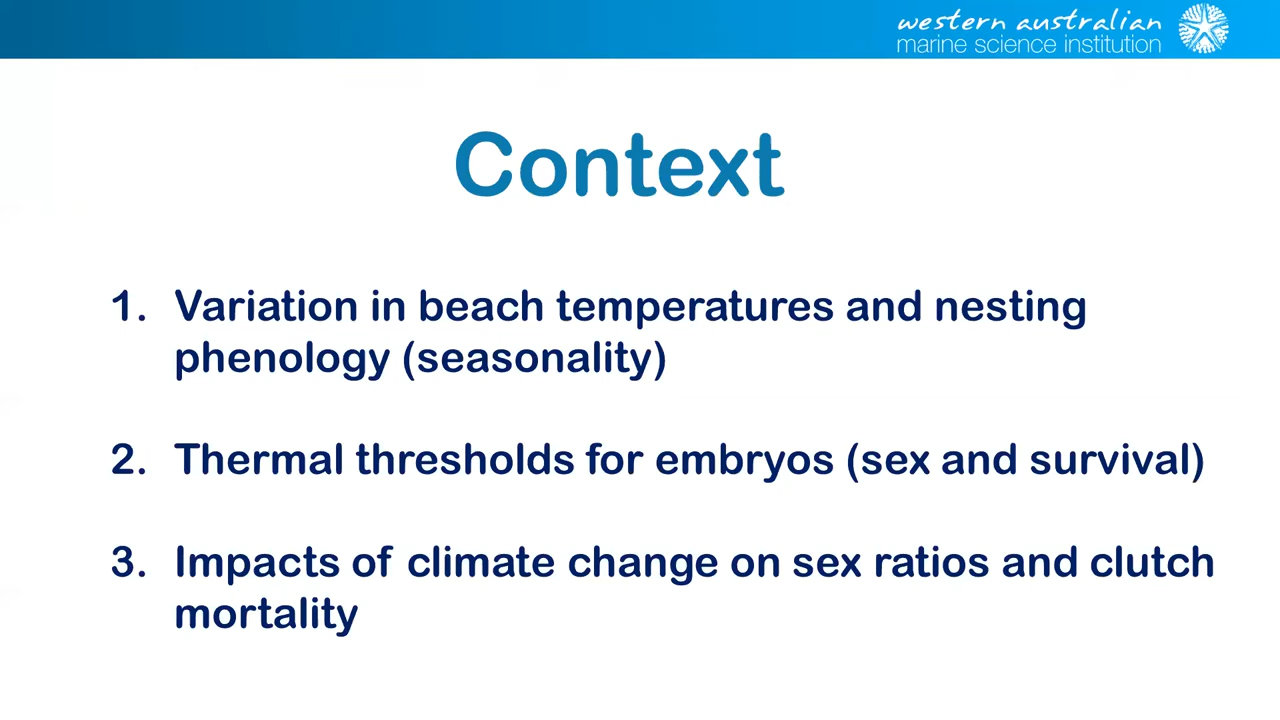 western australian
marine science institution
Context
1. Variation in beach temperatures and nesting
phenology (seasonality)
2. Thermal thresholds for embryos (sex and survival)
3. Impacts of climate change on sex ratios and clutch
mortality